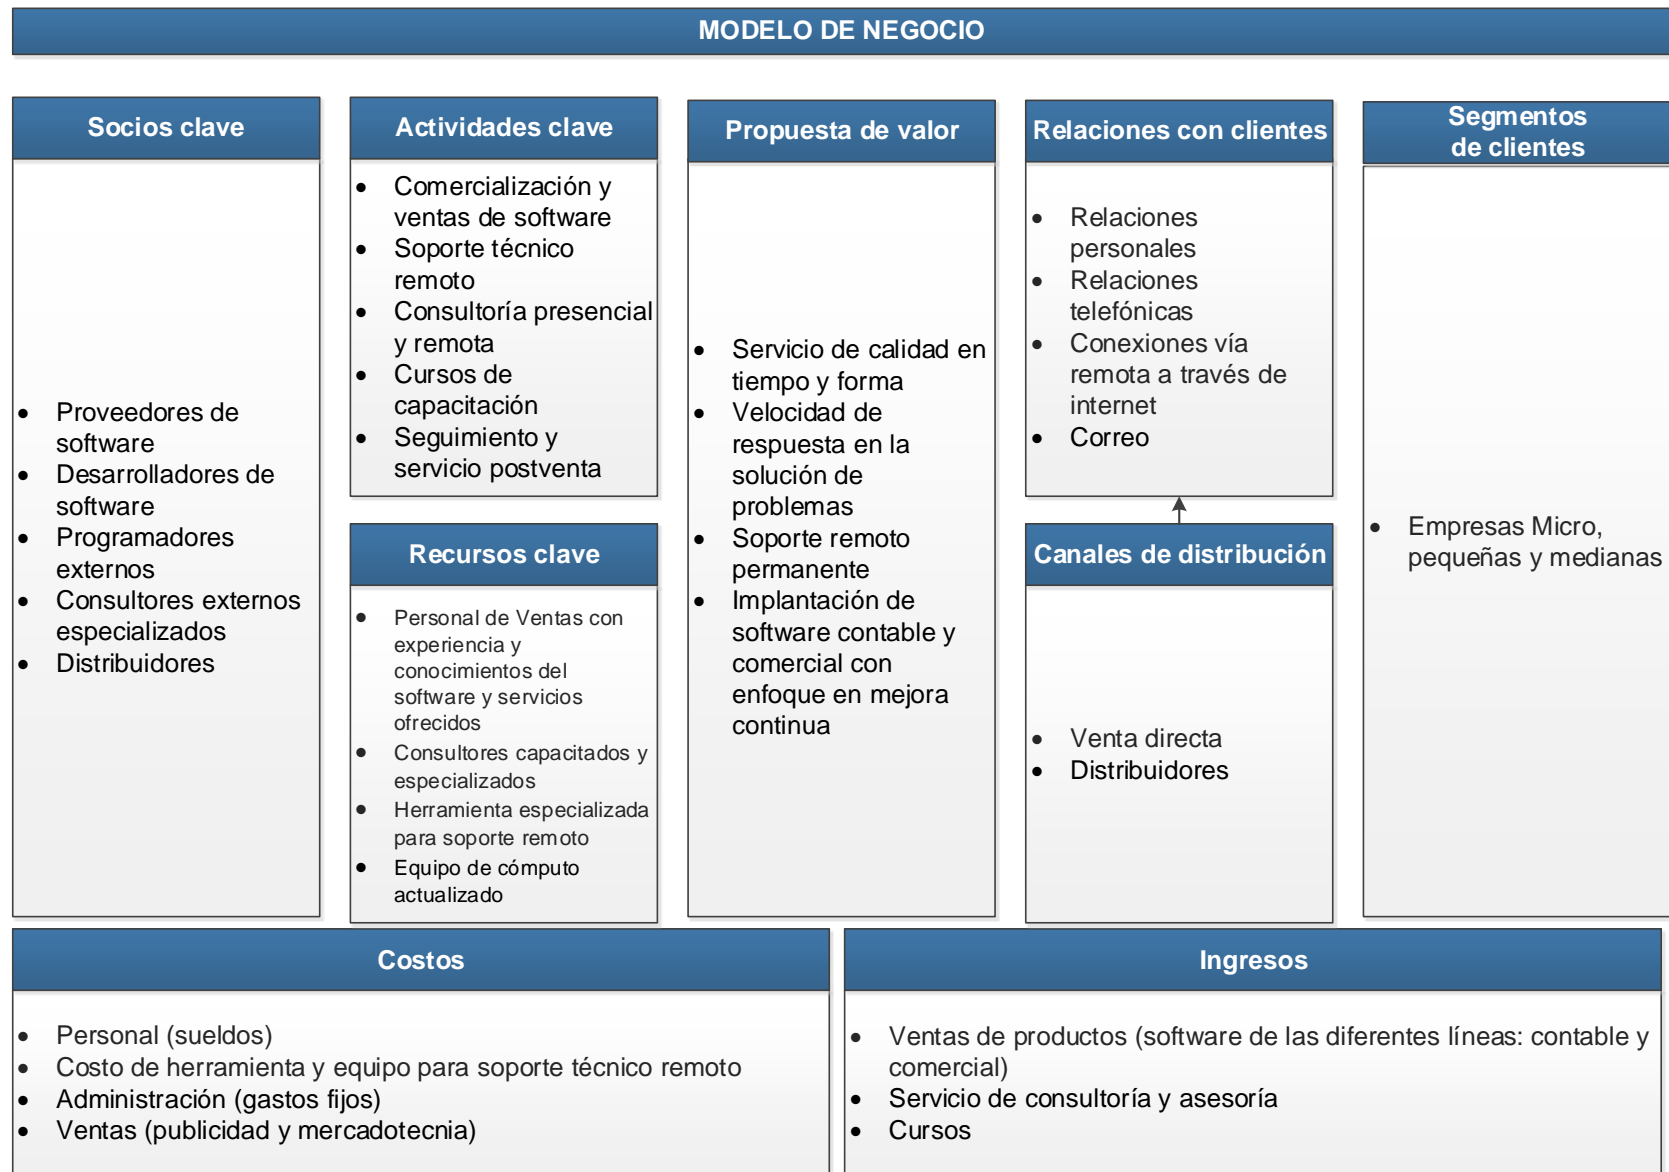 MODELO DE NEGOCIO
Socios clave
• Proveedores de
software
• Desarrolladores de
software
• Programadores
externos
• Consultores externos
especializados
• Distribuidores
Actividades clave
• Comercialización y
ventas de software
• Soporte técnico
remoto
• Consultoría presencial
y remota
• Cursos de
capacitación
• Seguimiento y
servicio postventa
Recursos clave
• Personal de Ventas con
experiencia y
conocimientos del
software y servicios
ofrecidos
• Consultores capacitados y
especializados
• Herramienta especializada
para soporte remoto
• Equipo de cómputo
actualizado
Propuesta de valor
• Servicio de calidad en
tiempo y forma
• Velocidad de
respuesta en la
solución de
problemas
• Soporte remoto
permanente
• Implantación de
software contable y
comercial con
enfoque en mejora
continua
Relaciones con clientes
• Relaciones
personales
• Relaciones
telefónicas
• Conexiones vía
remota a través de
internet
• Correo
Canales de distribución
• Venta directa
• Distribuidores
Segmentos
de clientes
• Empresas Micro,
pequeñas y medianas
Costos
• Personal (sueldos)
• Costo de herramienta y equipo para soporte técnico remoto
• Administración (gastos fijos)
• Ventas (publicidad y mercadotecnia)
Ingresos
• Ventas de productos (software de las diferentes líneas: contable y
comercial)
• Servicio de consultoría y asesoría
• Cursos